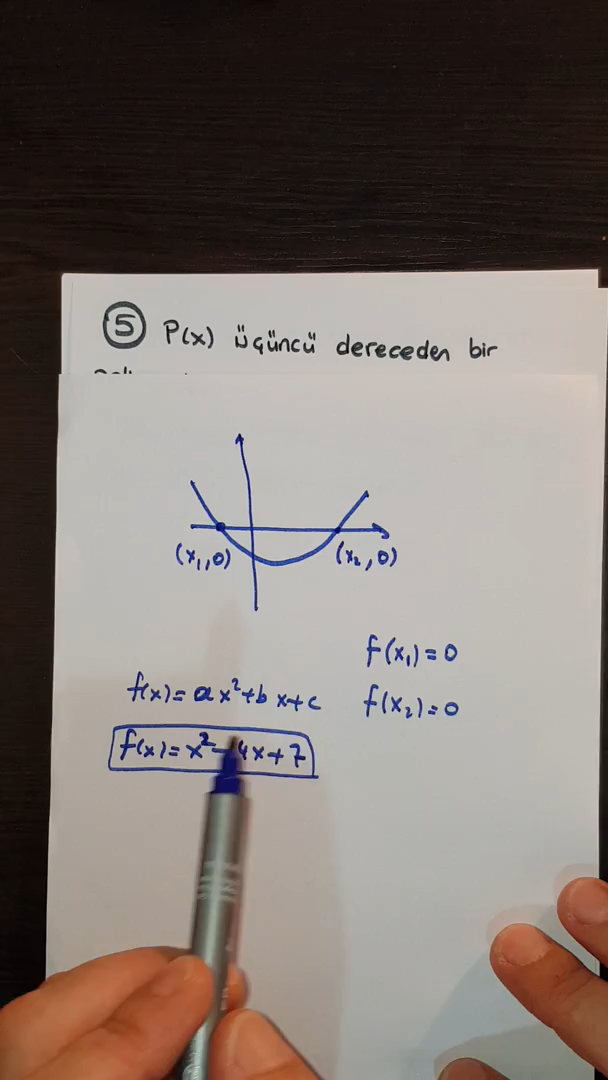 5 P(x) üçüncü dereceden bir
(x₁,0) (x₂,0)
f(x₁)=0
f(x)=ax²+bx+c f(x₂)=0
f(x)=x²-4x+7